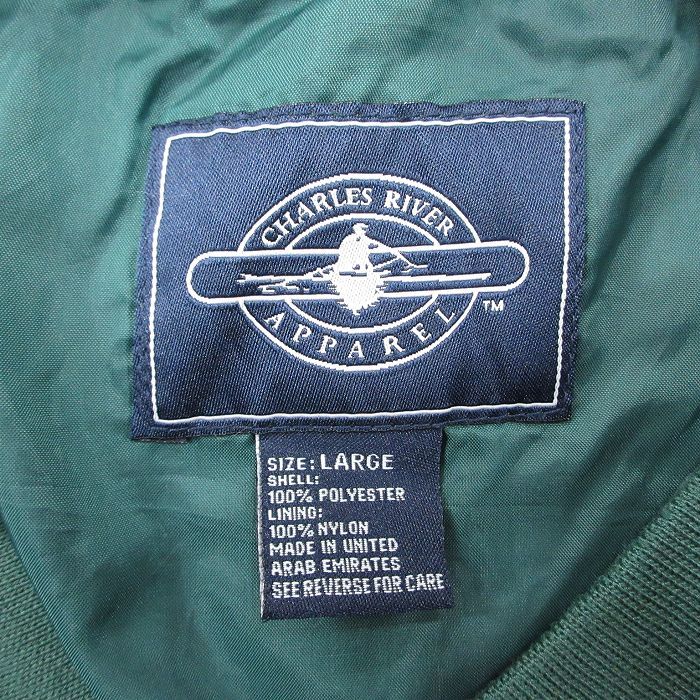 CHARLES RIVER
APPAREL
™
SIZE: LARGE
SHELL:
100% POLYESTER
LINING:
100% NYLON
MADE IN UNITED
ARAB EMIRATES
SEE REVERSE FOR CARE